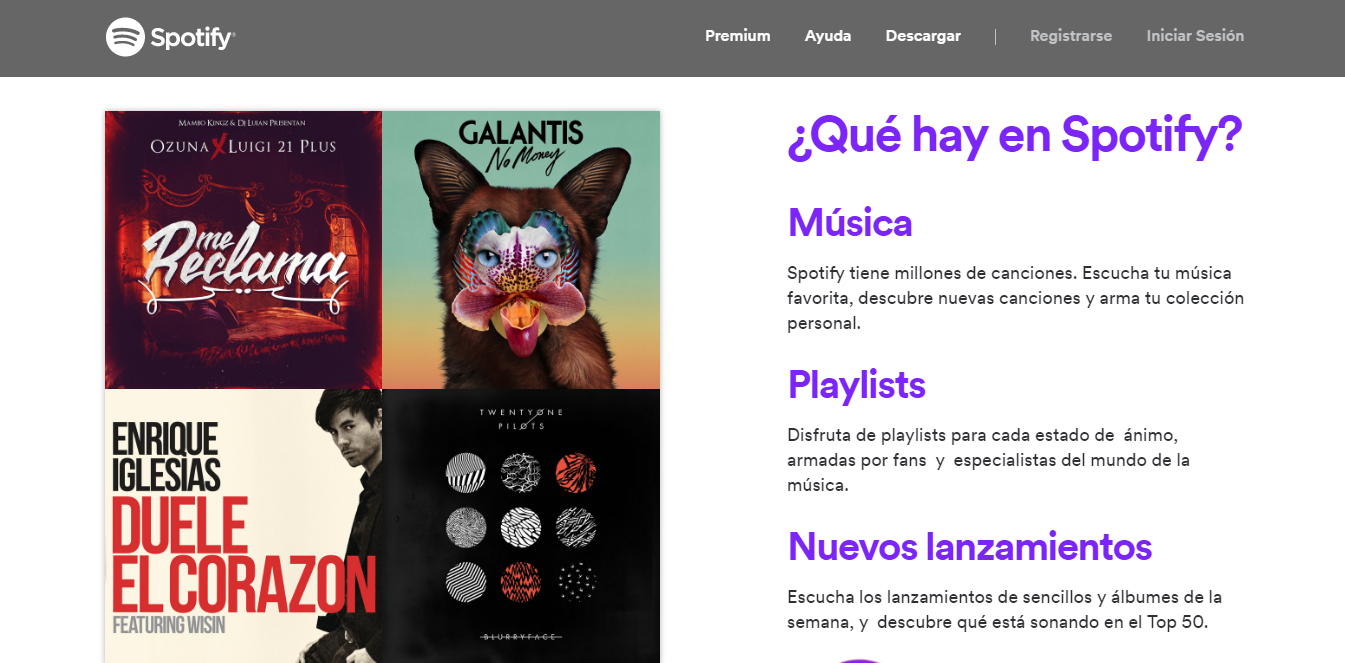 Spotify®
Premium
Ayuda
Descargar
Registrarse
Iniciar Sesión
MAMBO KINGZ & DJ LUIAN PRESENTAN
OZUNA X LUIGI 21 PLUS
me
Reclama
GALANTIS
No Money
ENRIQUE
IGLESIAS
DUELE
EL CORAZON
FEATURING WISIN
TWENTY ONE
PILOTS
BLURRYFACE
¿Qué hay en Spotify?
Música
Spotify tiene millones de canciones. Escucha tu música
favorita, descubre nuevas canciones y arma tu colección
personal.
Playlists
Disfruta de playlists para cada estado de  ánimo,
armadas por fans  y  especialistas del mundo de la
música.
Nuevos lanzamientos
Escucha los lanzamientos de sencillos y álbumes de la
semana, y  descubre qué está sonando en el Top 50.